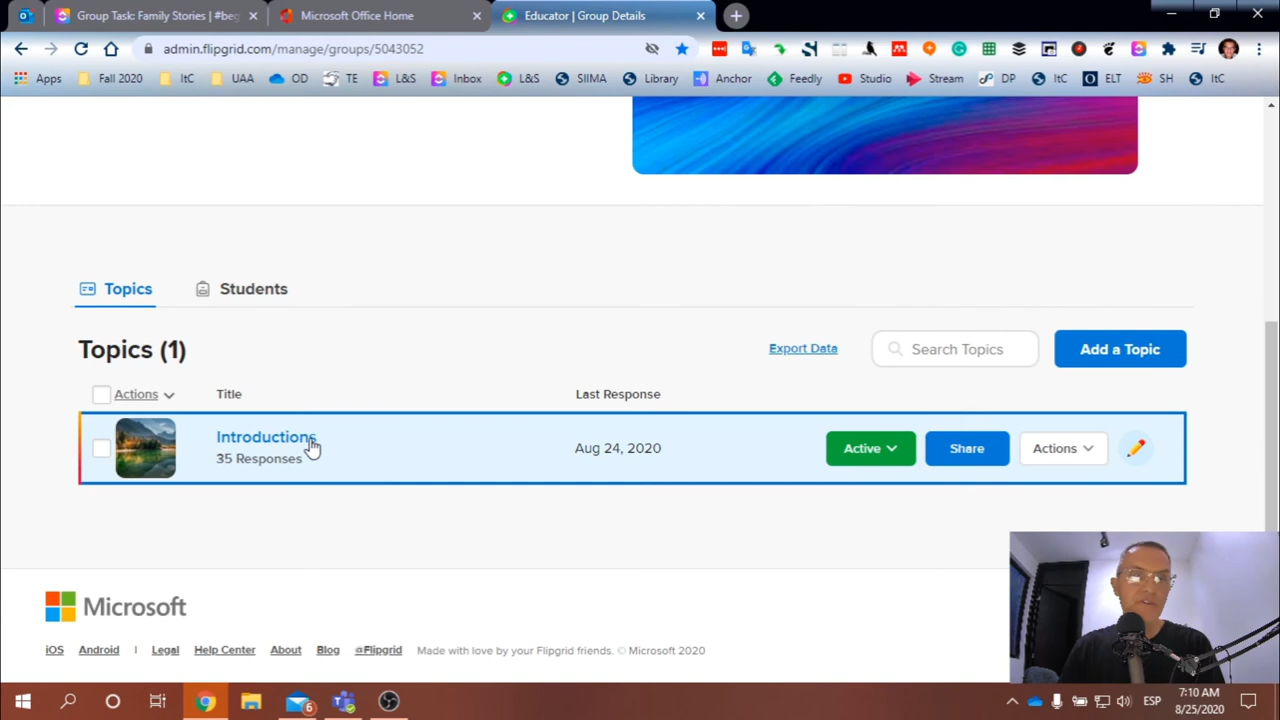 Group Task: Family Stories | #beg
Microsoft Office Home
Educator | Group Details
admin.flipgrid.com/manage/groups/5043052
Apps
Fall 2020
ItC
UAA
OD
TE
L&S
Inbox
L&S
SIIMA
Library
Anchor
Feedly
Studio
Stream
DP
ItC
ELT
SH
ItC
Topics
Students
Topics (1)
Export Data
Search Topics
Add a Topic
Actions
Title
Last Response
Introductions
35 Responses
Aug 24, 2020
Active
Share
Actions
Microsoft
iOS
Android
|
Legal
Help Center
About
Blog
@Flipgrid
Made with love by your Flipgrid friends. © Microsoft 2020
6
ESP
7:10 AM
8/25/2020